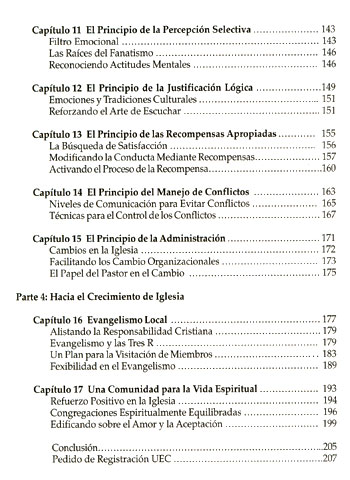 Capítulo 11 El Principio de la Percepción Selectiva ................ 143
Filtro Emocional ................ 143
Las Raíces del Fanatismo ................ 146
Reconociendo Actitudes Mentales ................ 146
Capítulo 12 El Principio de la Justificación Lógica ................149
Emociones y Tradiciones Culturales ................ 151
Reforzando el Arte de Escuchar ................151
Capítulo 13 El Principio de las Recompensas Apropiadas ............ 155
La Búsqueda de Satisfacción ................ 156
Modificando la Conducta Mediante Recompensas................ 157
Activando el Proceso de la Recompensa................160
Capítulo 14 El Principio del Manejo de Conflictos ................ 163
Niveles de Comunicación para Evitar Conflictos ................ 165
Técnicas para el Control de los Conflictos ................ 167
Capítulo 15 El Principio de la Administración ................ 171
Cambios en la Iglesia ................ 172
Facilitando los Cambio Organizacionales ................ 173
El Papel del Pastor en el Cambio ................ 175
Parte 4: Hacia el Crecimiento de Iglesia
Capítulo 16 Evangelismo Local ................ 177
Alistando la Responsabilidad Cristiana ................ 179
Evangelismo y las Tres R ................ 179
Un Plan para la Visitación de Miembros ................ 183
Fexibilidad en el Evangelismo ................ 189
Capítulo 17 Una Comunidad para la Vida Espiritual ................ 193
Refuerzo Positivo en la Iglesia ................ 194
Congregaciones Espiritualmente Equilibradas ................ 196
Edificando sobre el Amor y la Aceptación ................ 199
Conclusión................205
Pedido de Registración UEC ................207